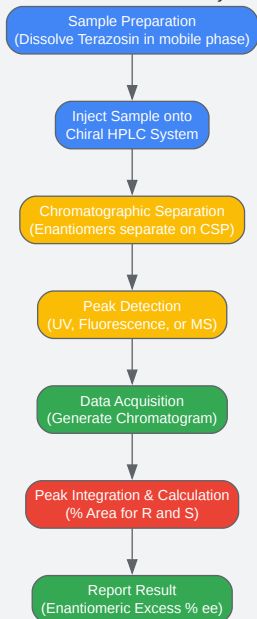 Sample Preparation
(Dissolve Terazosin in mobile phase)
Inject Sample onto
Chiral HPLC System
Chromatographic Separation
(Enantiomers separate on CSP)
Peak Detection
(UV, Fluorescence, or MS)
Data Acquisition
(Generate Chromatogram)
Peak Integration & Calculation
(% Area for R and S)
Report Result
(Enantiomeric Excess % ee)